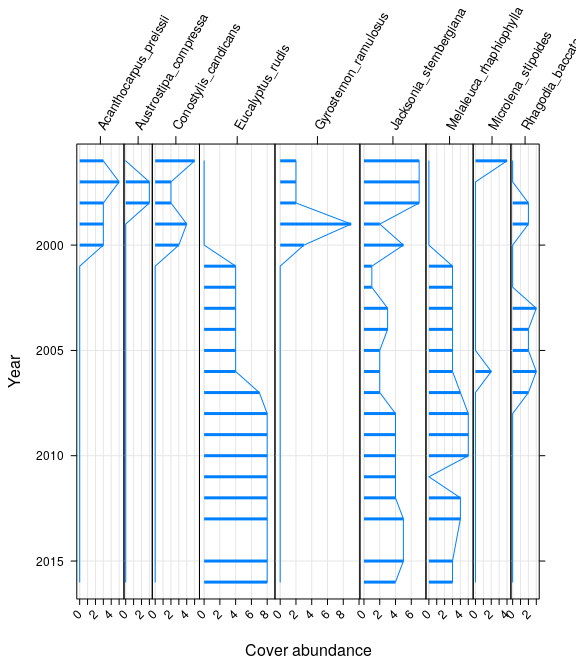 Acanthocarpus_preissii
Austrostipa_compressa
Conostylis_candicans
Eucalyptus_rudis
Gyrostemon_ramulosus
Jacksonia_sternbergiana
Melaleuca_rhaphiophylla
Microlena_stipoides
Rhagodia_baccata
2000
2005
2010
2015
Year
0 2 4 0 2 0 2 4 0 2 4 6 8 0 2 4 6 8 0 2 4 6 0 2 4 0 2 4 0 2
Cover abundance